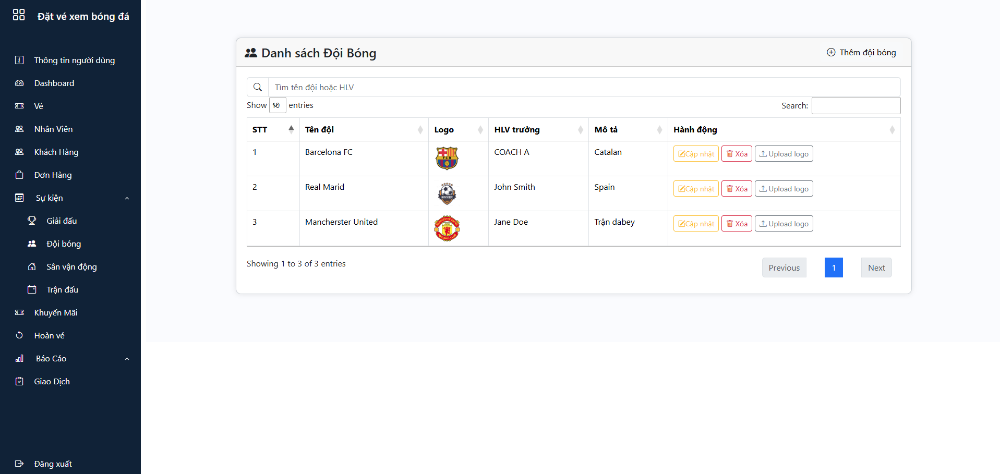 Đặt vé xem bóng đá
Thông tin người dùng
Dashboard
Vé
Nhân Viên
Khách Hàng
Đơn Hàng
Sự kiện
Giải đấu
Đội bóng
Sân vận động
Trận đấu
Khuyến Mãi
Hoàn vé
Báo Cáo
Giao Dịch
Đăng xuất
Danh sách Đội Bóng
Thêm đội bóng
Tìm tên đội hoặc HLV
Show 10 entries
Search:
STT Tên đội Logo HLV trưởng Mô tả Hành động
1 Barcelona FC FCB COACH A Catalan Cập nhật Xóa Upload logo
2 Real Marid SOCCER John Smith Spain Cập nhật Xóa Upload logo
3 Mancherster United MANCHESTER UNITED FOOTBALL CLUB Jane Doe Trận dabey Cập nhật Xóa Upload logo
Showing 1 to 3 of 3 entries
Previous 1 Next